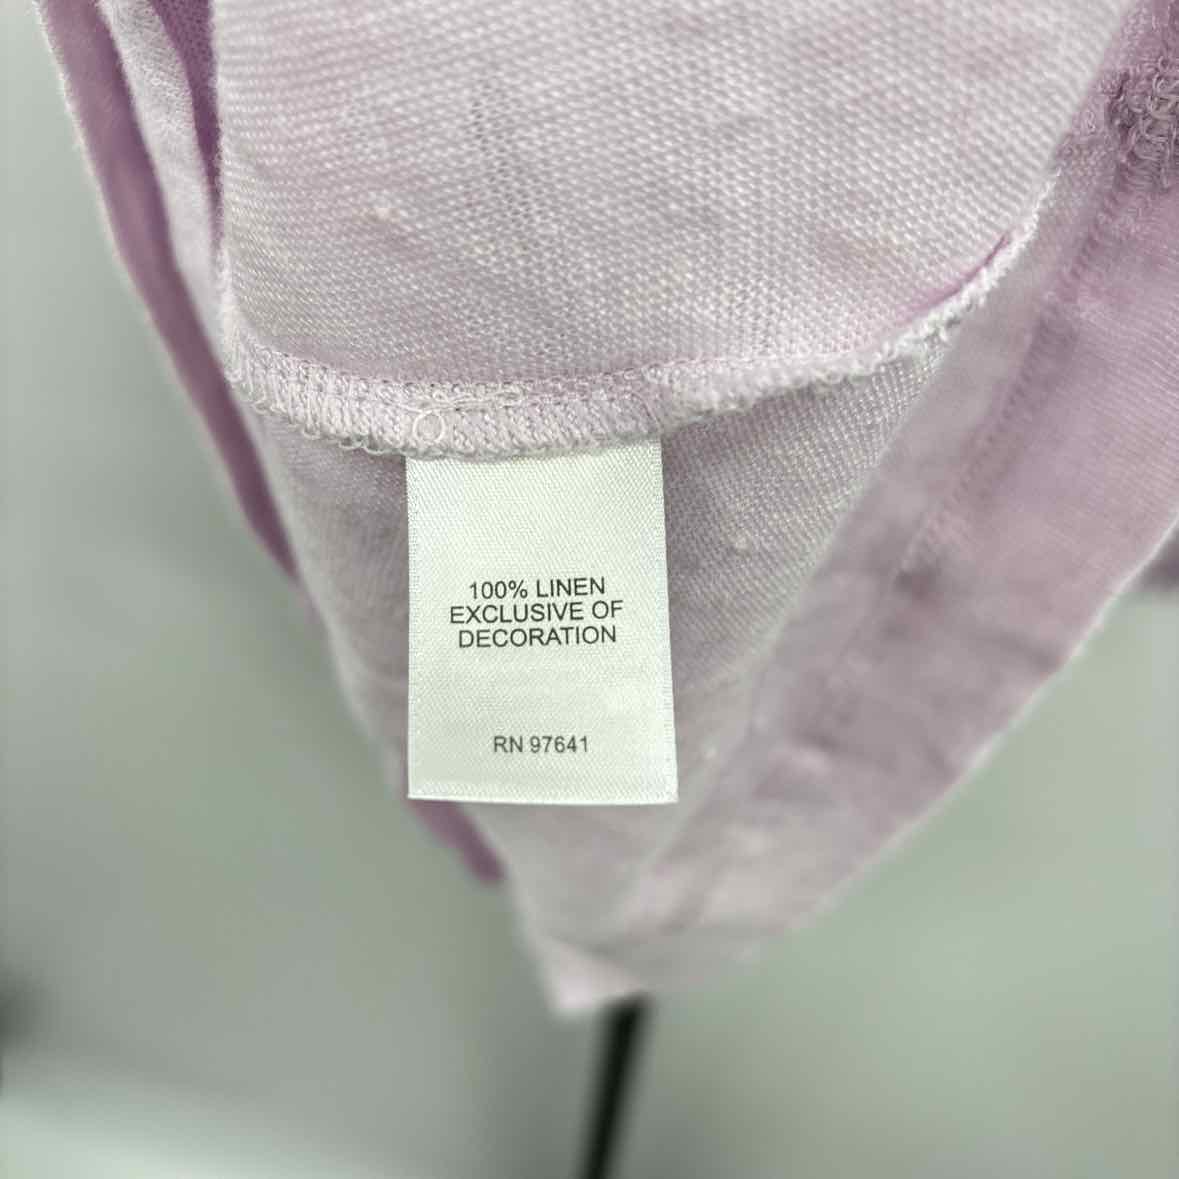 100% LINEN
EXCLUSIVE OF
DECORATION
RN 97641